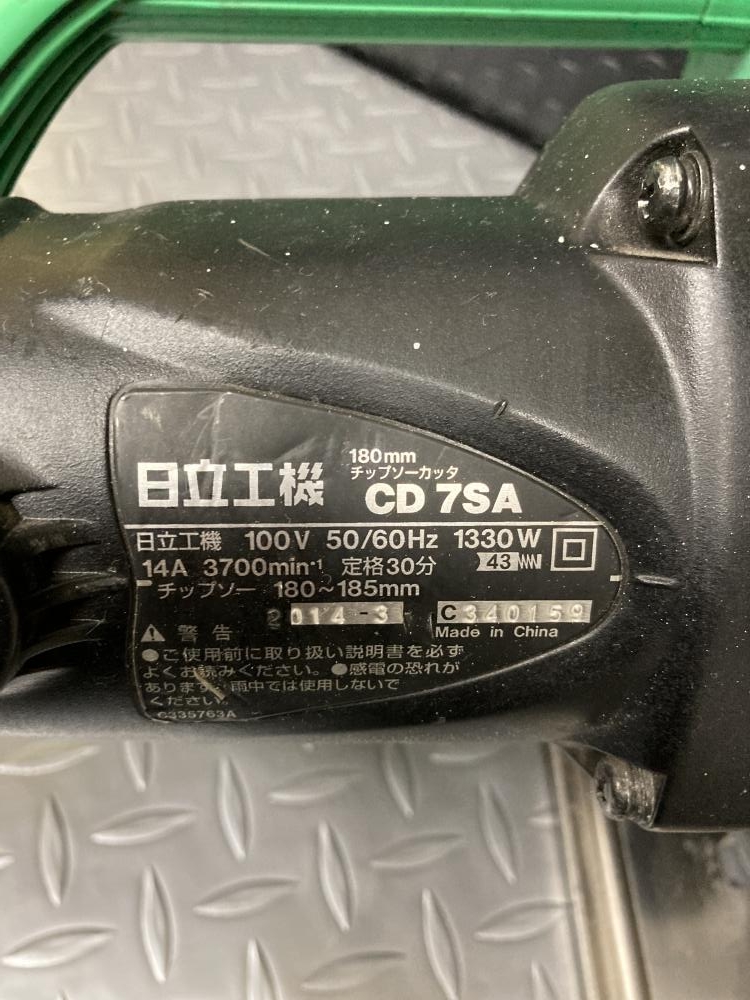 180mm
チップソーカッタ
日立工機 CD 7SA
日立工機 100V 50/60Hz 1330W
14A 3700min⁻¹ 定格30分 43
チップソー 180~185mm
2014-3 C340159
Made in China
警告
●ご使用前に取り扱い説明書を必ず
よくお読みください。●感電の恐れが
あります。雨中では使用しないで
ください。
C335763A